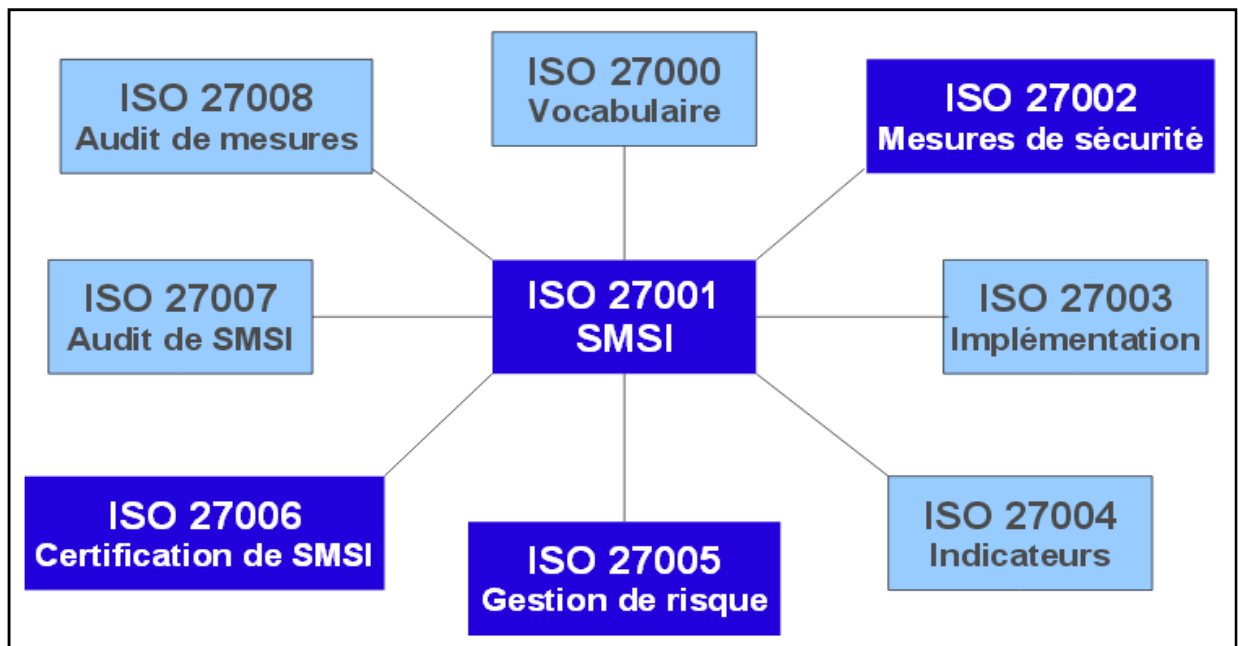 ISO 27000
Vocabulaire
ISO 27008
Audit de mesures
ISO 27002
Mesures de sécurité
ISO 27007
Audit de SMSI
ISO 27001
SMSI
ISO 27003
Implémentation
ISO 27006
Certification de SMSI
ISO 27005
Gestion de risque
ISO 27004
Indicateurs